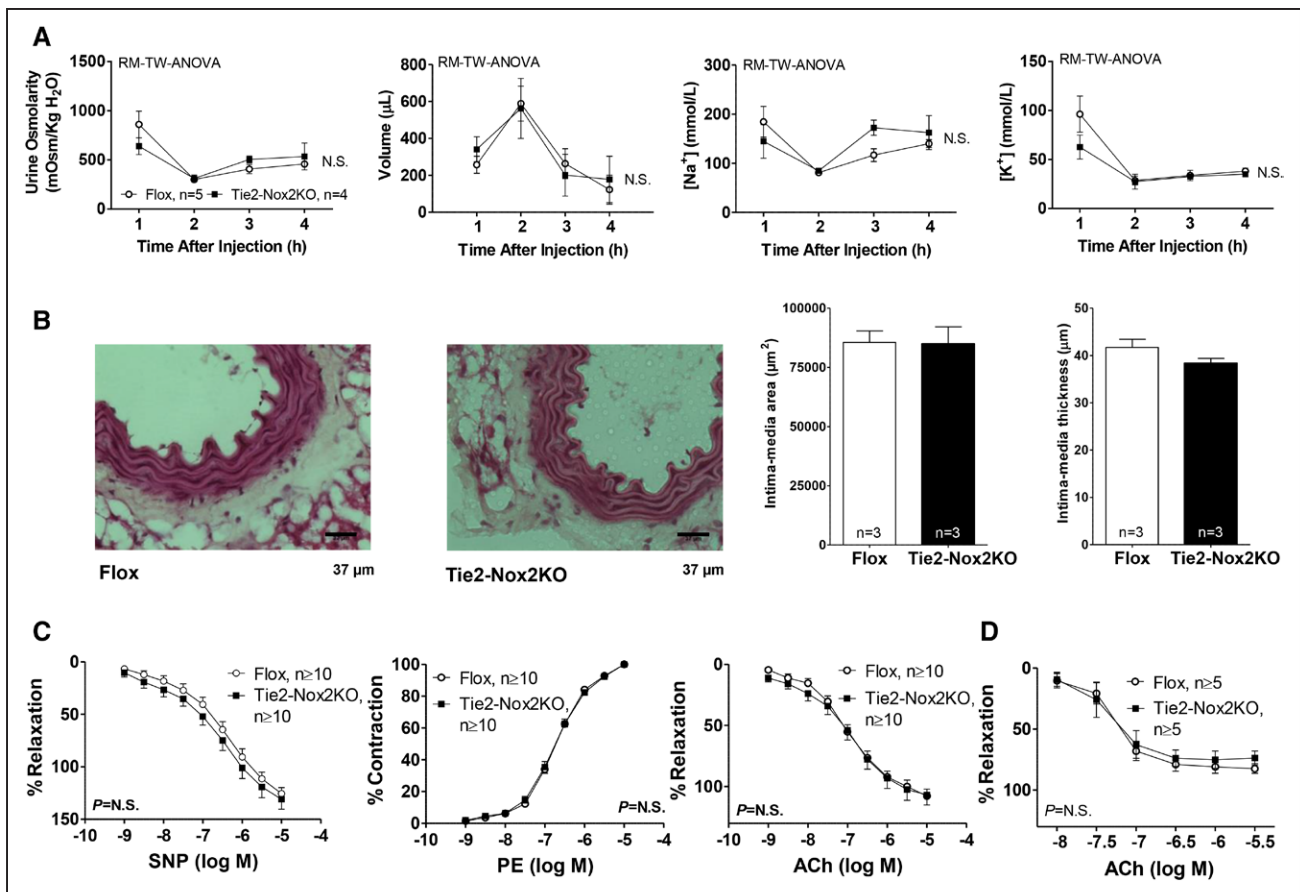 A
RM-TW-ANOVA
Urine Osmolarity
(mOsm/Kg H₂O)
1500
1000
500
0
Flox, n=5 Tie2-Nox2KO, n=4
N.S.
1 2 3 4
Time After Injection (h)
RM-TW-ANOVA
Volume (µL)
800
600
400
200
0
N.S.
1 2 3 4
Time After Injection (h)
RM-TW-ANOVA
[Na⁺] (mmol/L)
300
200
100
0
N.S.
1 2 3 4
Time After Injection (h)
RM-TW-ANOVA
[K⁺] (mmol/L)
150
100
50
0
N.S.
1 2 3 4
Time After Injection (h)
B
Flox 37 µm
Tie2-Nox2KO 37 µm
Intima-media area (µm²)
100000
75000
50000
25000
0
n=3 n=3
Flox Tie2-Nox2KO
Intima-media thickness (µm)
50
40
30
20
10
0
n=3 n=3
Flox Tie2-Nox2KO
C
% Relaxation
0
50
100
150
Flox, n≥10
Tie2-Nox2KO,
n≥10
P=N.S.
-10 -9 -8 -7 -6 -5 -4
SNP (log M)
% Contraction
100
80
60
40
20
0
Flox, n≥10
Tie2-Nox2KO,
n≥10
P=N.S.
-10 -9 -8 -7 -6 -5 -4
PE (log M)
% Relaxation
0
50
100
Flox, n≥10
Tie2-Nox2KO,
n≥10
P=N.S.
-10 -9 -8 -7 -6 -5 -4
ACh (log M)
D
% Relaxation
0
50
100
Flox, n≥5
Tie2-Nox2KO,
n≥5
P=N.S.
-8 -7.5 -7 -6.5 -6 -5.5
ACh (log M)